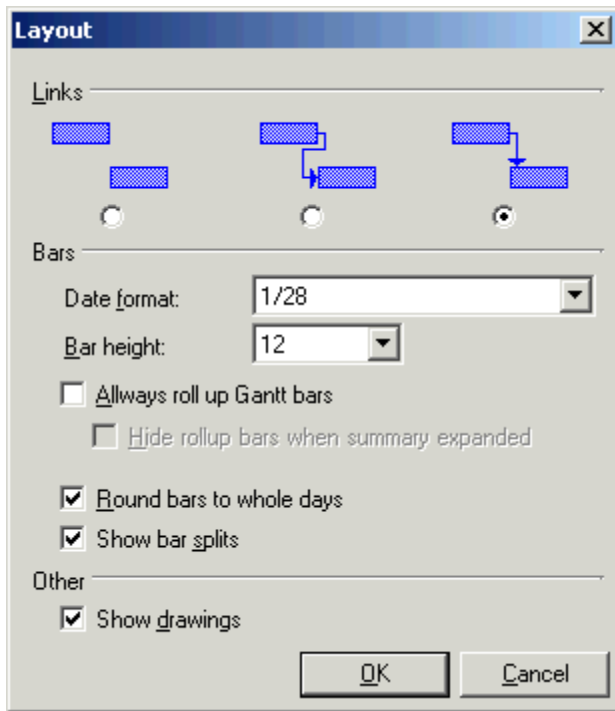 Layout
Links
Bars
Date format: 1/28
Bar height: 12
Allways roll up Gantt bars
Hide rollup bars when summary expanded
Round bars to whole days
Show bar splits
Other
Show drawings
OK Cancel